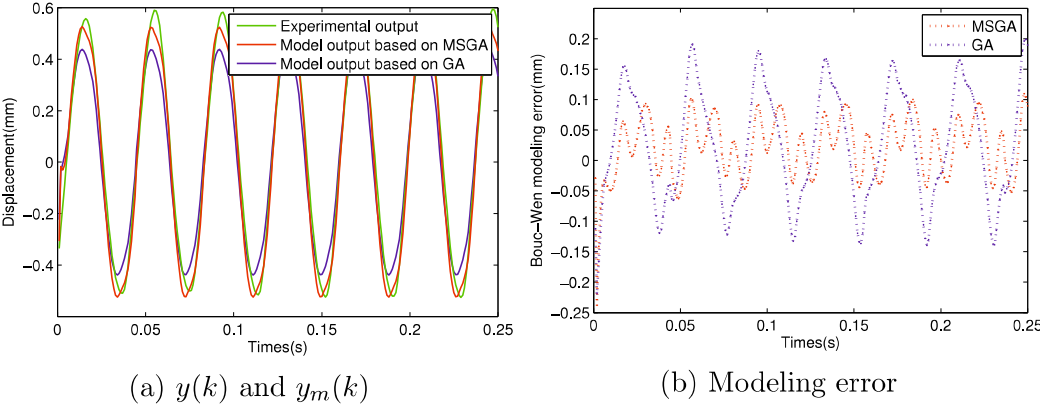 Displacement(mm)
0.6
0.4
0.2
0
−0.2
−0.4
0
0.05
0.1
0.15
0.2
0.25
Times(s)
Experimental output
Model output based on MSGA
Model output based on GA
(a) y(k) and y_m(k)
Bouc−Wen modeling error(mm)
0.2
0.15
0.1
0.05
0
−0.05
−0.1
−0.15
−0.2
−0.25
0
0.05
0.1
0.15
0.2
0.25
Times(s)
MSGA
GA
(b) Modeling error